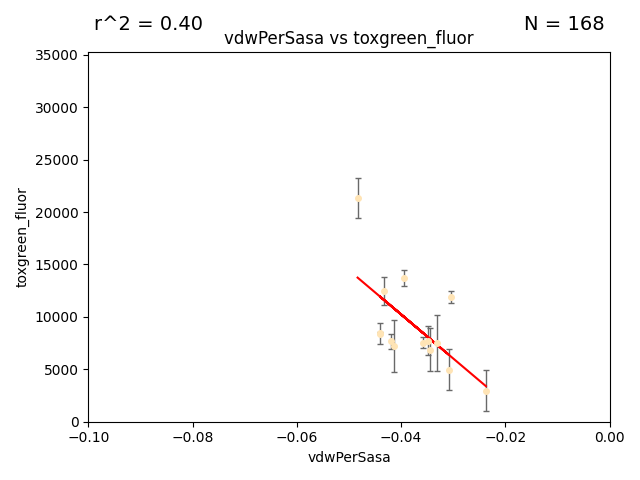 r^2 = 0.40
N = 168
vdwPerSasa vs toxgreen_fluor
35000
30000
25000
20000
15000
10000
5000
0
toxgreen_fluor
−0.10
−0.08
−0.06
−0.04
−0.02
0.00
vdwPerSasa